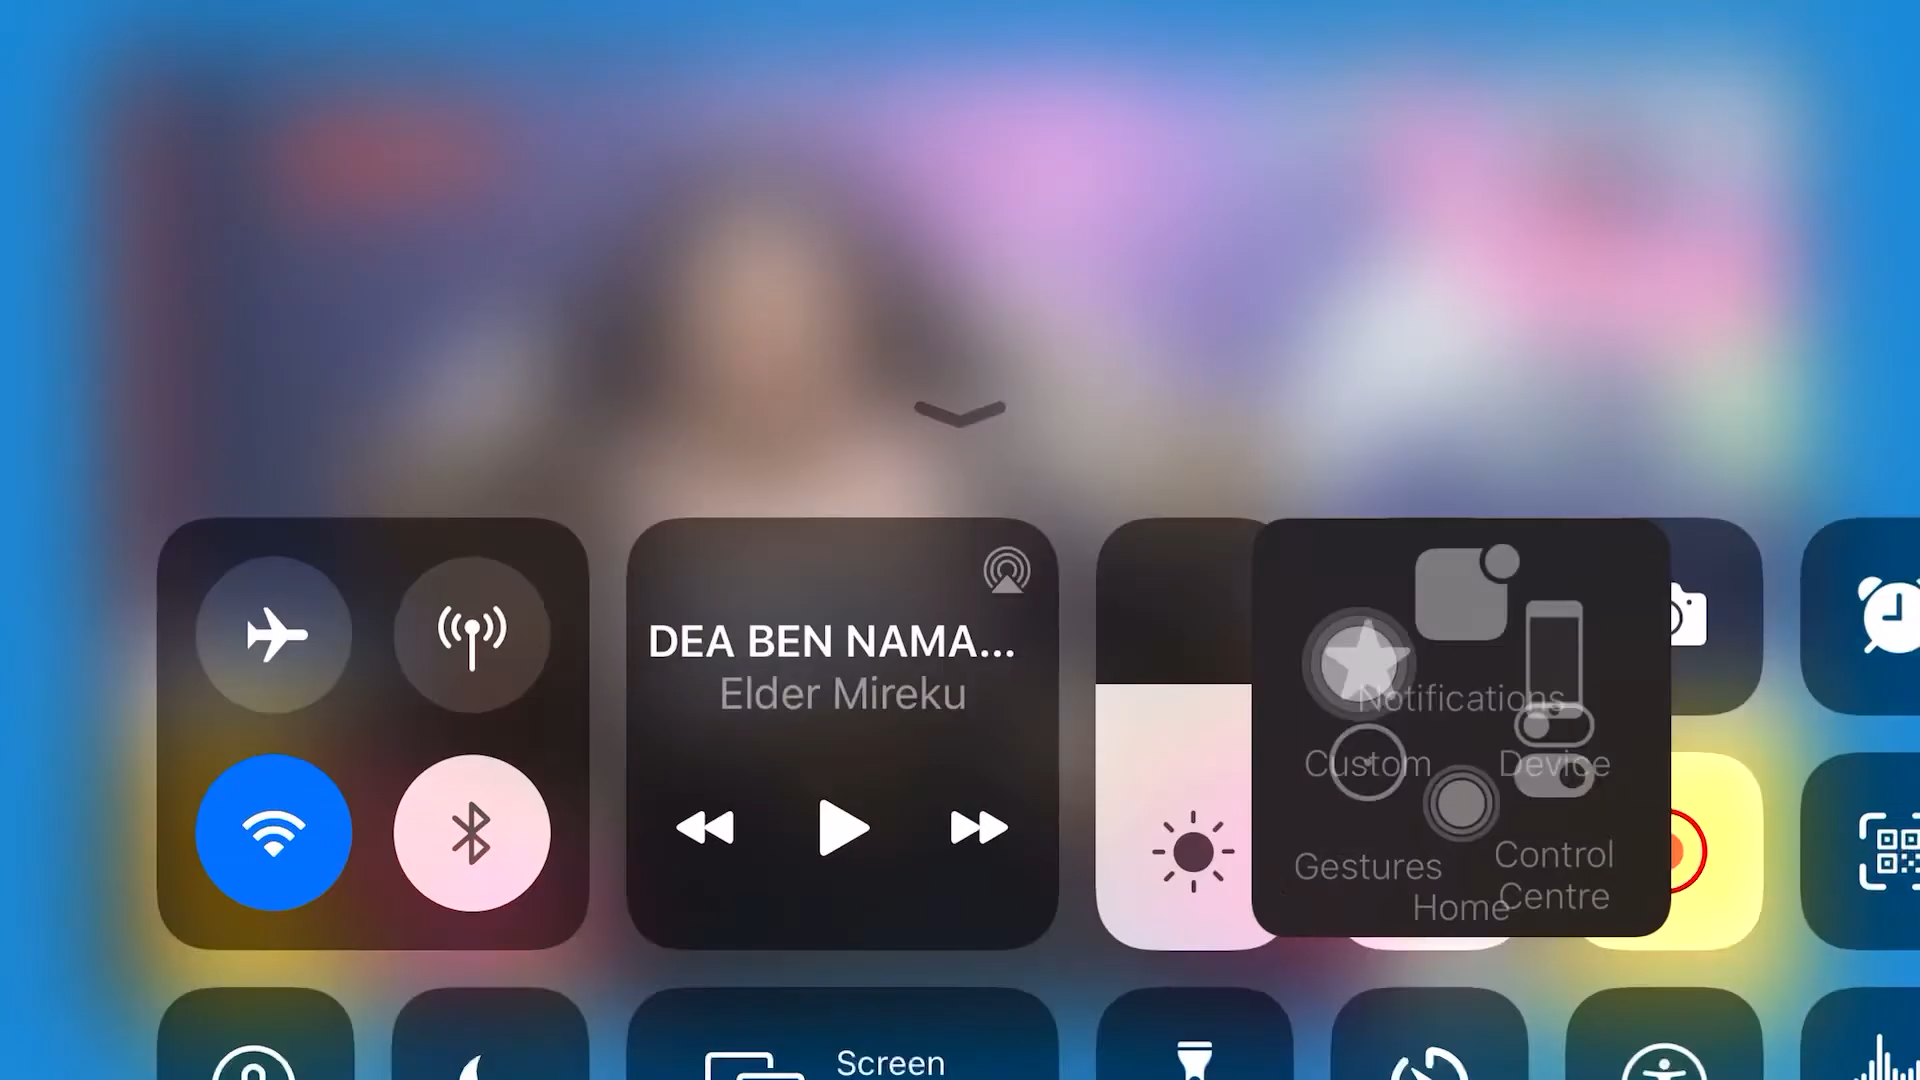 DEA BEN NAMA...
Elder Mireku
Notifications
Custom
Device
Gestures
Control
Centre
Home
Screen